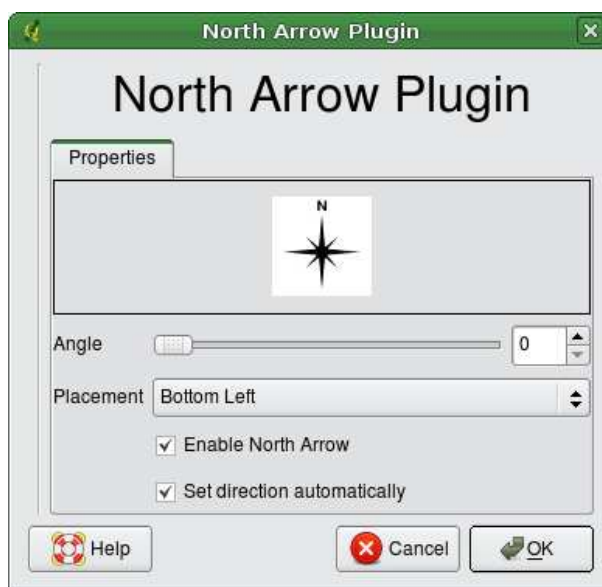 North Arrow Plugin
North Arrow Plugin
Properties
N
Angle 0
Placement Bottom Left
Enable North Arrow
Set direction automatically
Help Cancel OK